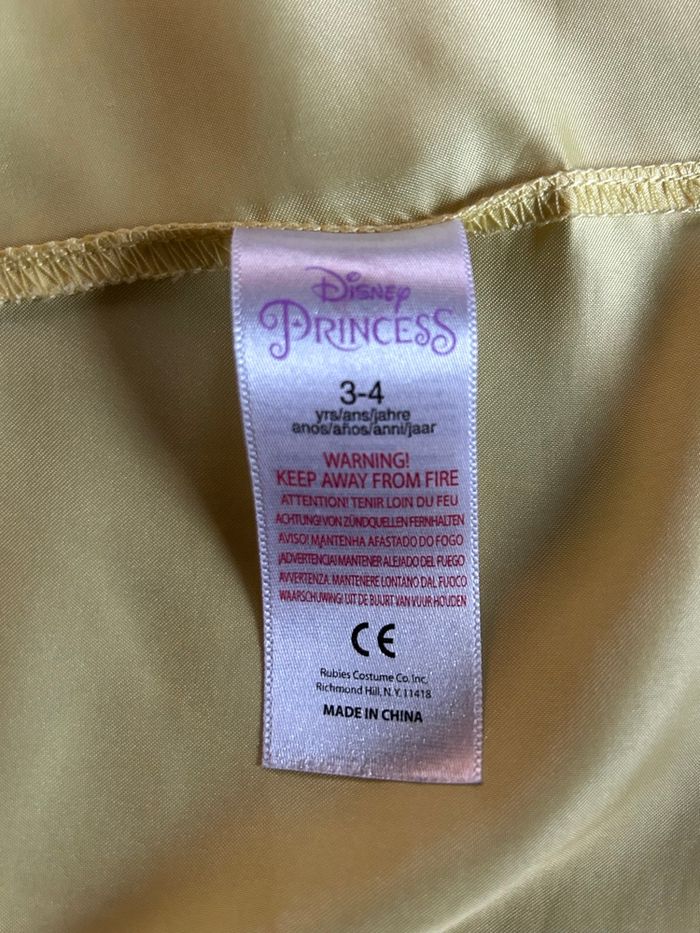 Disney
PRINCESS
3-4
yrs/ans/jahre
anos/años/anni/jaar
WARNING!
KEEP AWAY FROM FIRE
ATTENTION! TENIR LOIN DU FEU
ACHTUNG! VON ZÜNDQUELLEN FERNHALTEN
AVISO! MANTENHA AFASTADO DO FOGO
¡ADVERTENCIA! MANTENER ALEJADO DEL FUEGO
AVVERTENZA. MANTENERE LONTANO DAL FUOCO
WAARSCHUWING! UIT DE BUURT VAN VUUR HOUDEN
CE
Rubies Costume Co. Inc.
Richmond Hill, N.Y. 11418
MADE IN CHINA